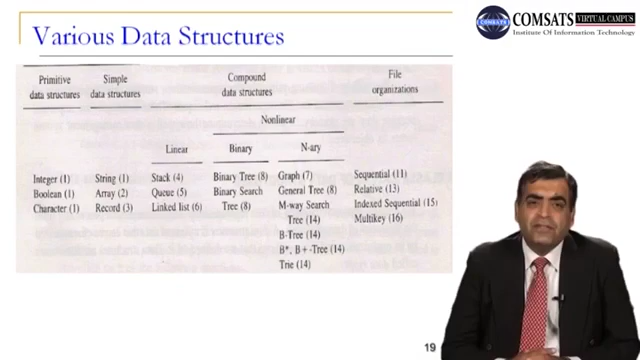 Various Data Structures
COMSATS
COMSATS VIRTUAL CAMPUS
Institute Of Information Technology
Primitive data structures
Simple data structures
Compound data structures
File organizations
Nonlinear
Linear
Binary
N-ary
Integer (1)
String (1)
Stack (4)
Binary Tree (8)
Graph (7)
Sequential (11)
Boolean (1)
Array (2)
Queue (5)
Binary Search
General Tree (8)
Relative (13)
Character (1)
Record (3)
Linked list (6)
Tree (8)
M-way Search
Indexed Sequential (15)
Tree (14)
Multikey (16)
B-Tree (14)
B*, B + -Tree (14)
Trie (14)
19